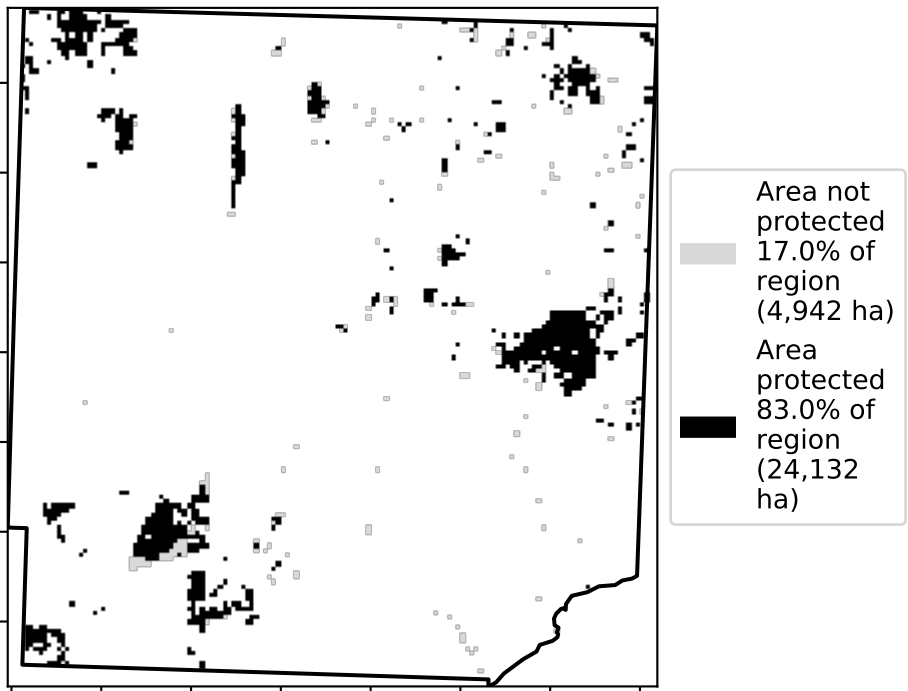 Area not
protected
17.0% of
region
(4,942 ha)
Area
protected
83.0% of
region
(24,132
ha)